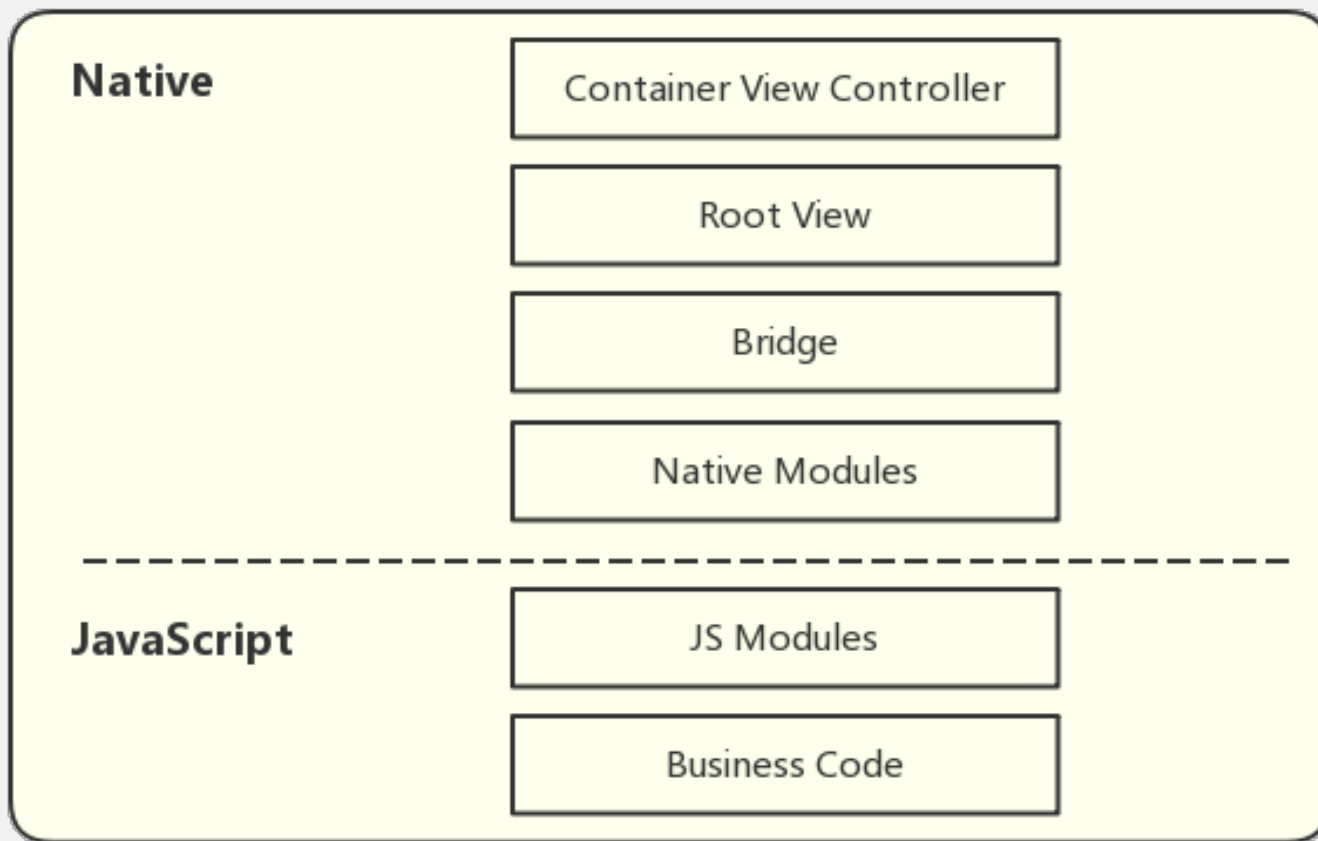 Native
Container View Controller
Root View
Bridge
Native Modules
JavaScript
JS Modules
Business Code